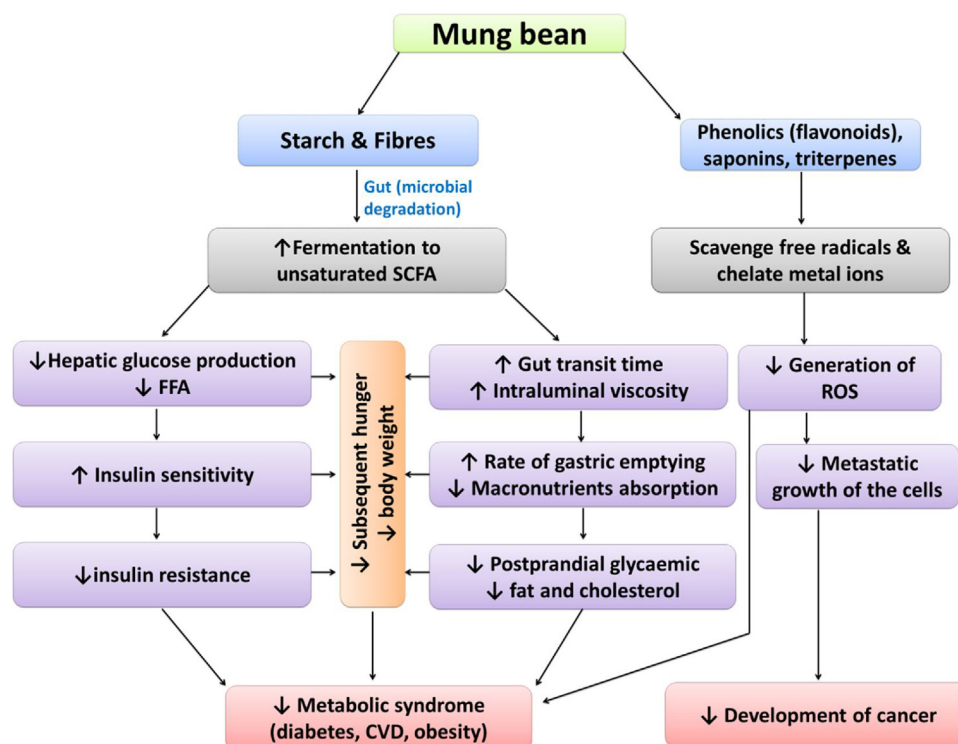 Mung bean
Starch & Fibres
Phenolics (flavonoids),
saponins, triterpenes
Gut (microbial
degradation)
↑Fermentation to
unsaturated SCFA
Scavenge free radicals &
chelate metal ions
↓Hepatic glucose production
↓ FFA
↓ Subsequent hunger
↓ body weight
↑ Gut transit time
↑ Intraluminal viscosity
↓ Generation of
ROS
↑ Insulin sensitivity
↑ Rate of gastric emptying
↓ Macronutrients absorption
↓ Metastatic
growth of the cells
↓insulin resistance
↓ Postprandial glycaemic
↓ fat and cholesterol
↓ Metabolic syndrome
(diabetes, CVD, obesity)
↓ Development of cancer